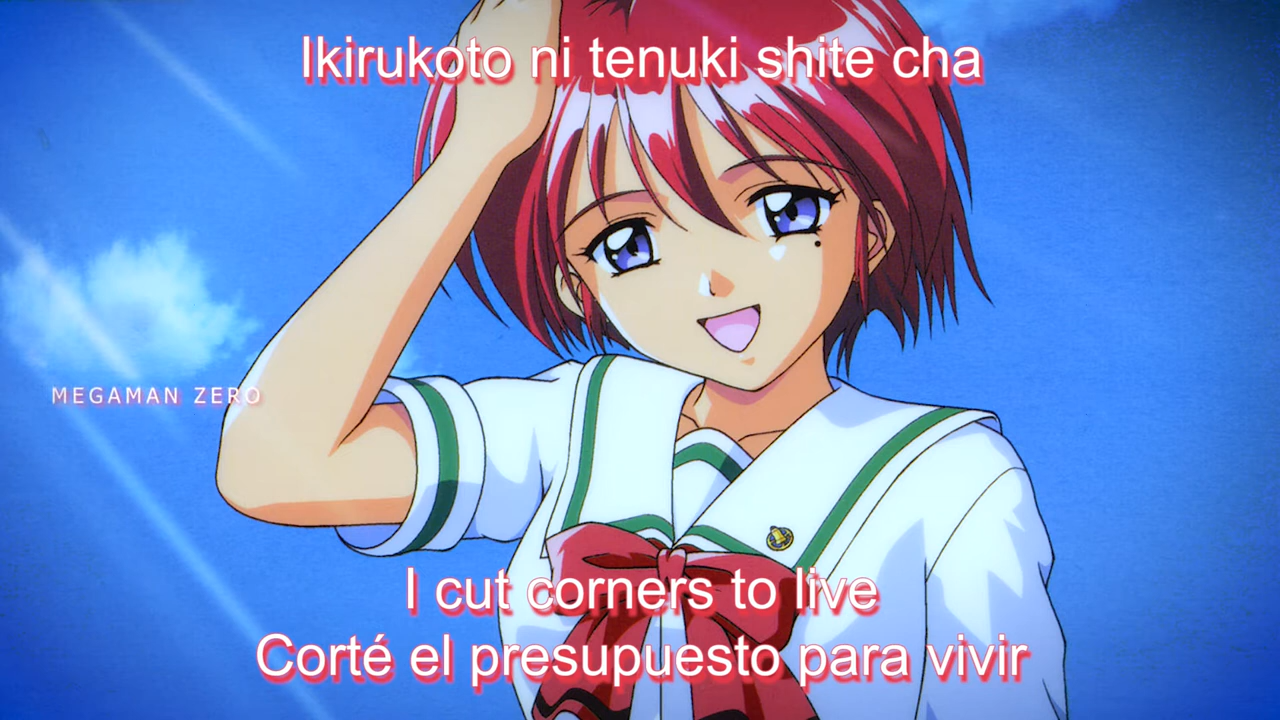 Ikirukoto ni tenuki shite cha
MEGAMAN ZERO
I cut corners to live
Corté el presupuesto para vivir